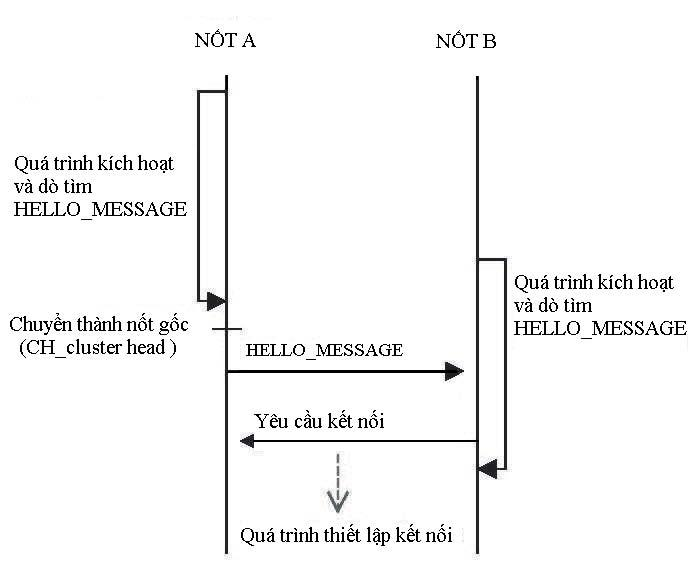 NỐT A
NỐT B
Quá trình kích hoạt
và dò tìm
HELLO_MESSAGE
Quá trình kích hoạt
và dò tìm
HELLO_MESSAGE
Chuyển thành nốt gốc
(CH_cluster head )
HELLO_MESSAGE
Yêu cầu kết nối
Quá trình thiết lập kết nối